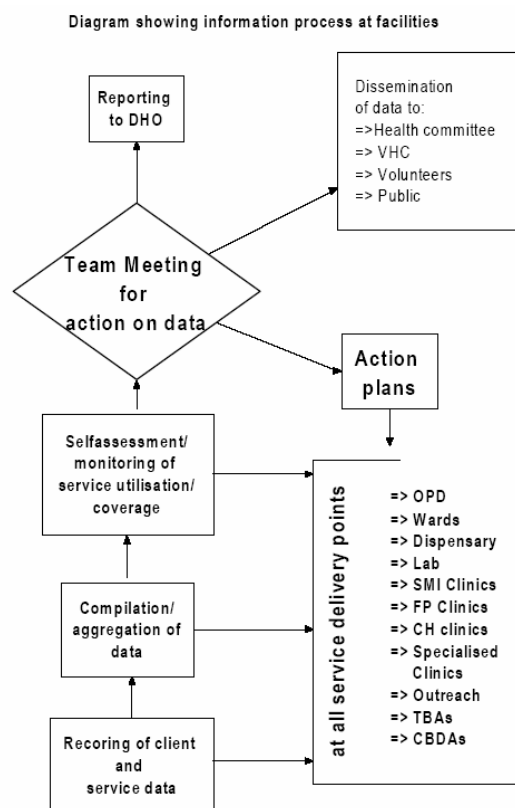 Diagram showing information process at facilities
Reporting
to DHO
Dissemination
of data to:
=>Health committee
=> VHC
=> Volunteers
=> Public
Team Meeting
for
action on data
Action
plans
Selfassessment/
monitoring of
service utilisation/
coverage
Compilation/
aggregation of
data
Recoring of client
and
service data
at all service delivery points
=> OPD
=> Wards
=> Dispensary
=> Lab
=> SMI Clinics
=> FP Clinics
=> CH clinics
=> Specialised
Clinics
=> Outreach
=> TBAs
=> CBDAs